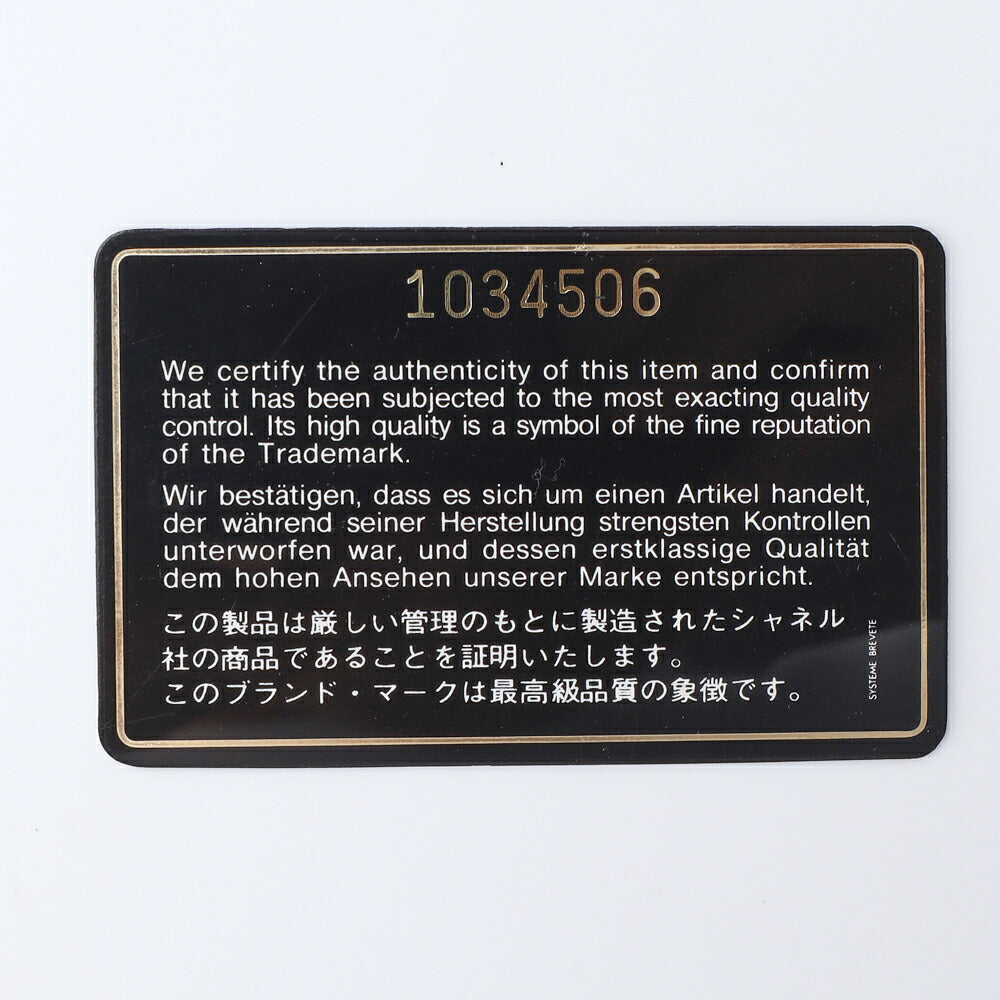 1034506
We certify the authenticity of this item and confirm
that it has been subjected to the most exacting quality
control. Its high quality is a symbol of the fine reputation
of the Trademark.
Wir bestätigen, dass es sich um einen Artikel handelt,
der während seiner Herstellung strengsten Kontrollen
unterworfen war, und dessen erstklassige Qualität
dem hohen Ansehen unserer Marke entspricht.
この製品は厳しい管理のもとに製造されたシャネル
社の商品であることを証明いたします。
このブランド・マークは最高級品質の象徴です。
SYSTEME BREVETE